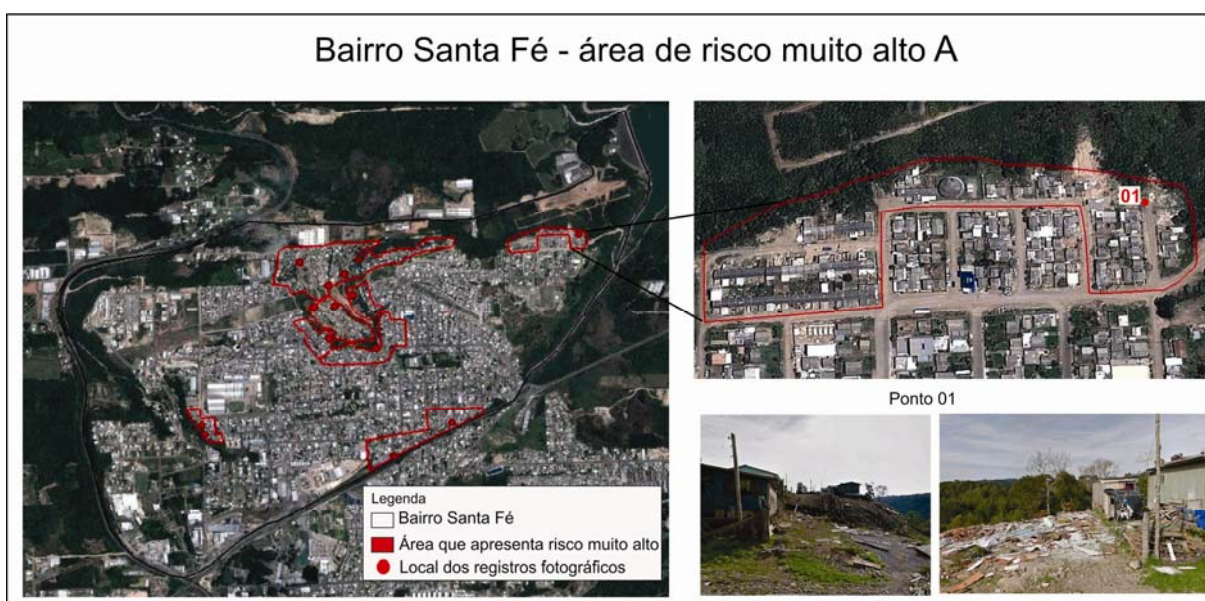 Bairro Santa Fé - área de risco muito alto A
01
Ponto 01
Legenda
Bairro Santa Fé
Área que apresenta risco muito alto
Local dos registros fotográficos